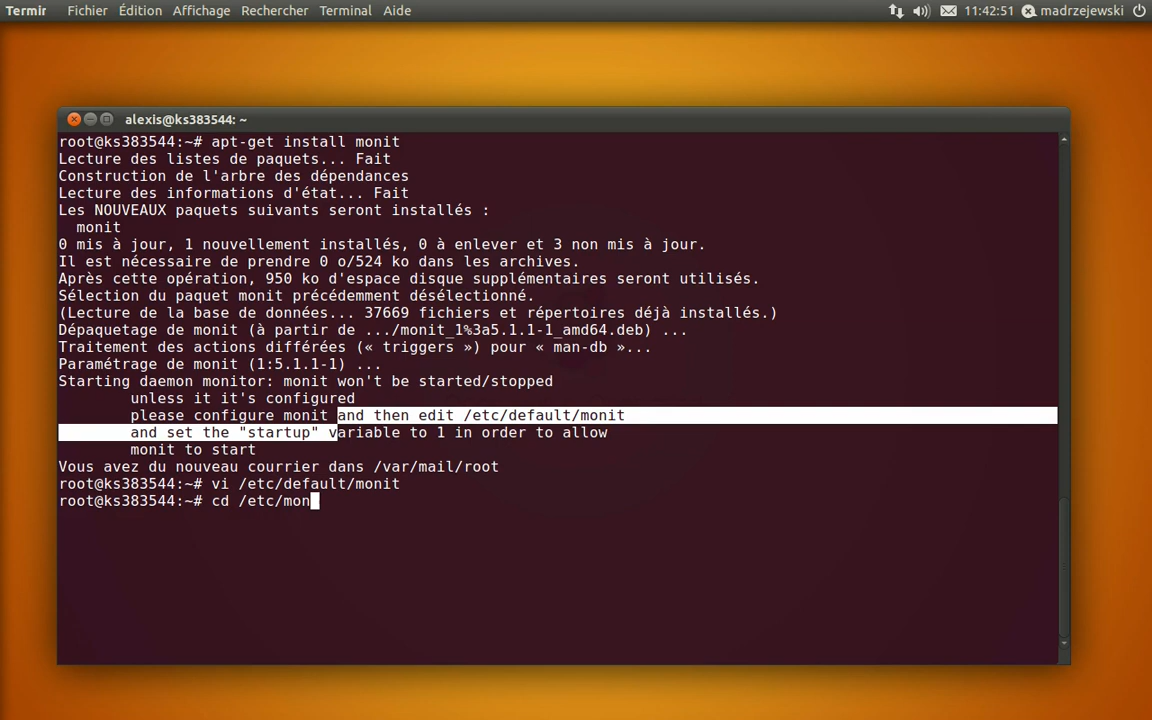 Termir Fichier Édition Affichage Rechercher Terminal Aide 11:42:51 madrzejewski
alexis@ks383544: ~
root@ks383544:~# apt-get install monit
Lecture des listes de paquets... Fait
Construction de l'arbre des dépendances
Lecture des informations d'état... Fait
Les NOUVEAUX paquets suivants seront installés :
monit
0 mis à jour, 1 nouvellement installés, 0 à enlever et 3 non mis à jour.
Il est nécessaire de prendre 0 o/524 ko dans les archives.
Après cette opération, 950 ko d'espace disque supplémentaires seront utilisés.
Sélection du paquet monit précédemment désélectionné.
(Lecture de la base de données... 37669 fichiers et répertoires déjà installés.)
Dépaquetage de monit (à partir de .../monit_1%3a5.1.1-1_amd64.deb) ...
Traitement des actions différées (« triggers ») pour « man-db »...
Paramétrage de monit (1:5.1.1-1) ...
Starting daemon monitor: monit won't be started/stopped
unless it it's configured
please configure monit and then edit /etc/default/monit
and set the "startup" variable to 1 in order to allow
monit to start
Vous avez du nouveau courrier dans /var/mail/root
root@ks383544:~# vi /etc/default/monit
root@ks383544:~# cd /etc/mon